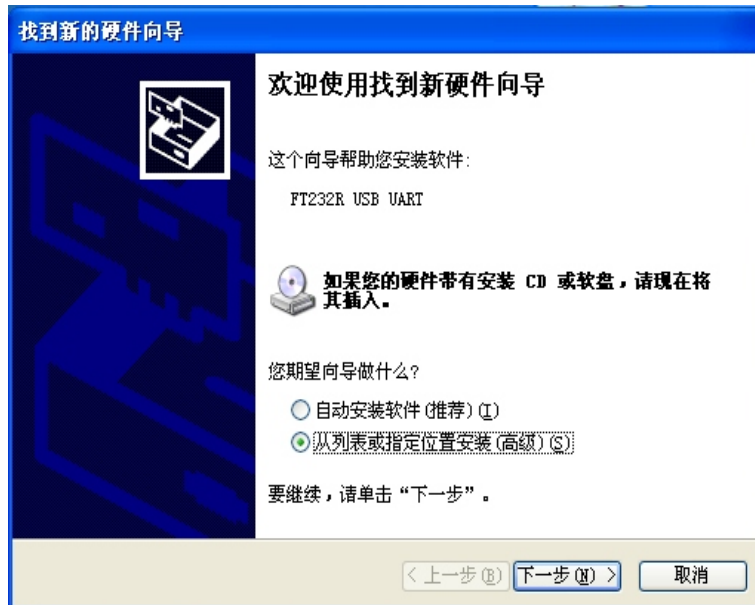 找到新的硬件向导
欢迎使用找到新硬件向导
这个向导帮助您安装软件:
FT232R USB UART
如果您的硬件带有安装 CD 或软盘，请现在将
其插入。
您期望向导做什么?
自动安装软件(推荐)(I)
从列表或指定位置安装(高级)(S)
要继续，请单击“下一步”。
< 上一步(B) 下一步(N) > 取消